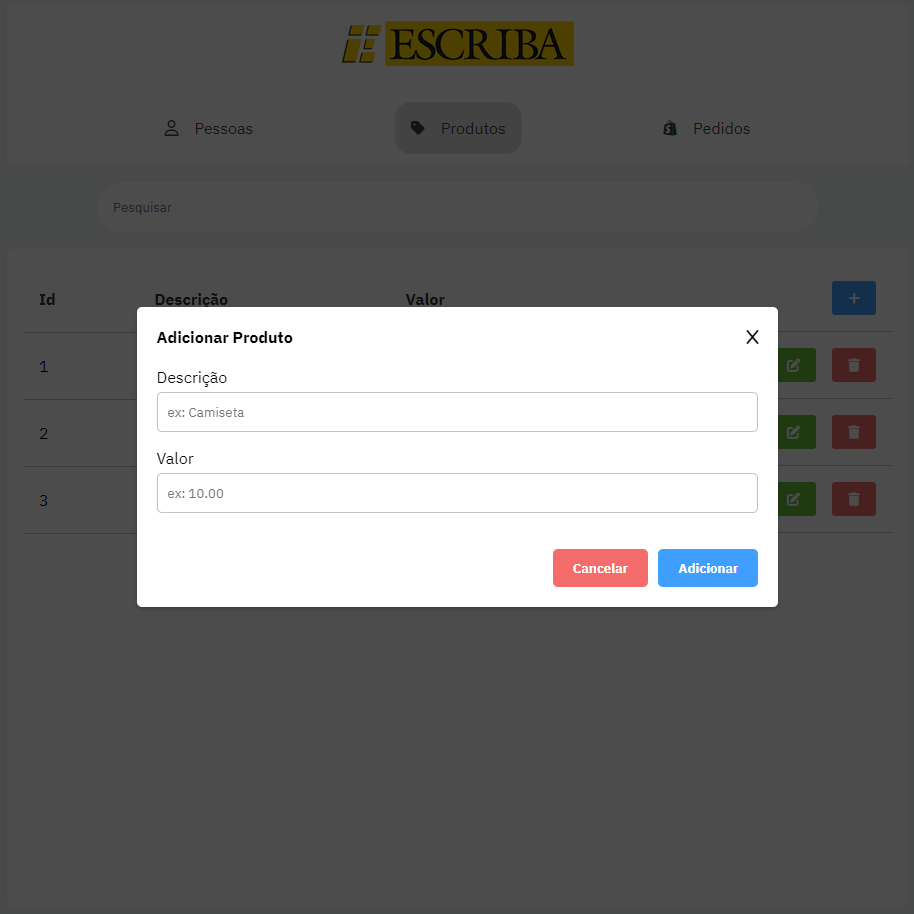 ESCRIBA
Pessoas
Produtos
Pedidos
Pesquisar
Id Descrição Valor
Adicionar Produto
1
Descrição
ex: Camiseta
2
Valor
ex: 10.00
3
Cancelar Adicionar